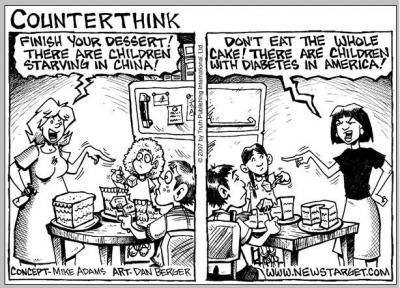 COUNTERTHINK
FINISH YOUR DESSERT!
THERE ARE CHILDREN
STARVING IN CHINA!
DON'T EAT THE WHOLE
CAKE! THERE ARE CHILDREN
WITH DIABETES IN AMERICA!
© 2007 by Truth Publishing International, Ltd
CONCEPT-MIKE ADAMS ART-DAN BERGER
WWW.NEWSTARGET.COM